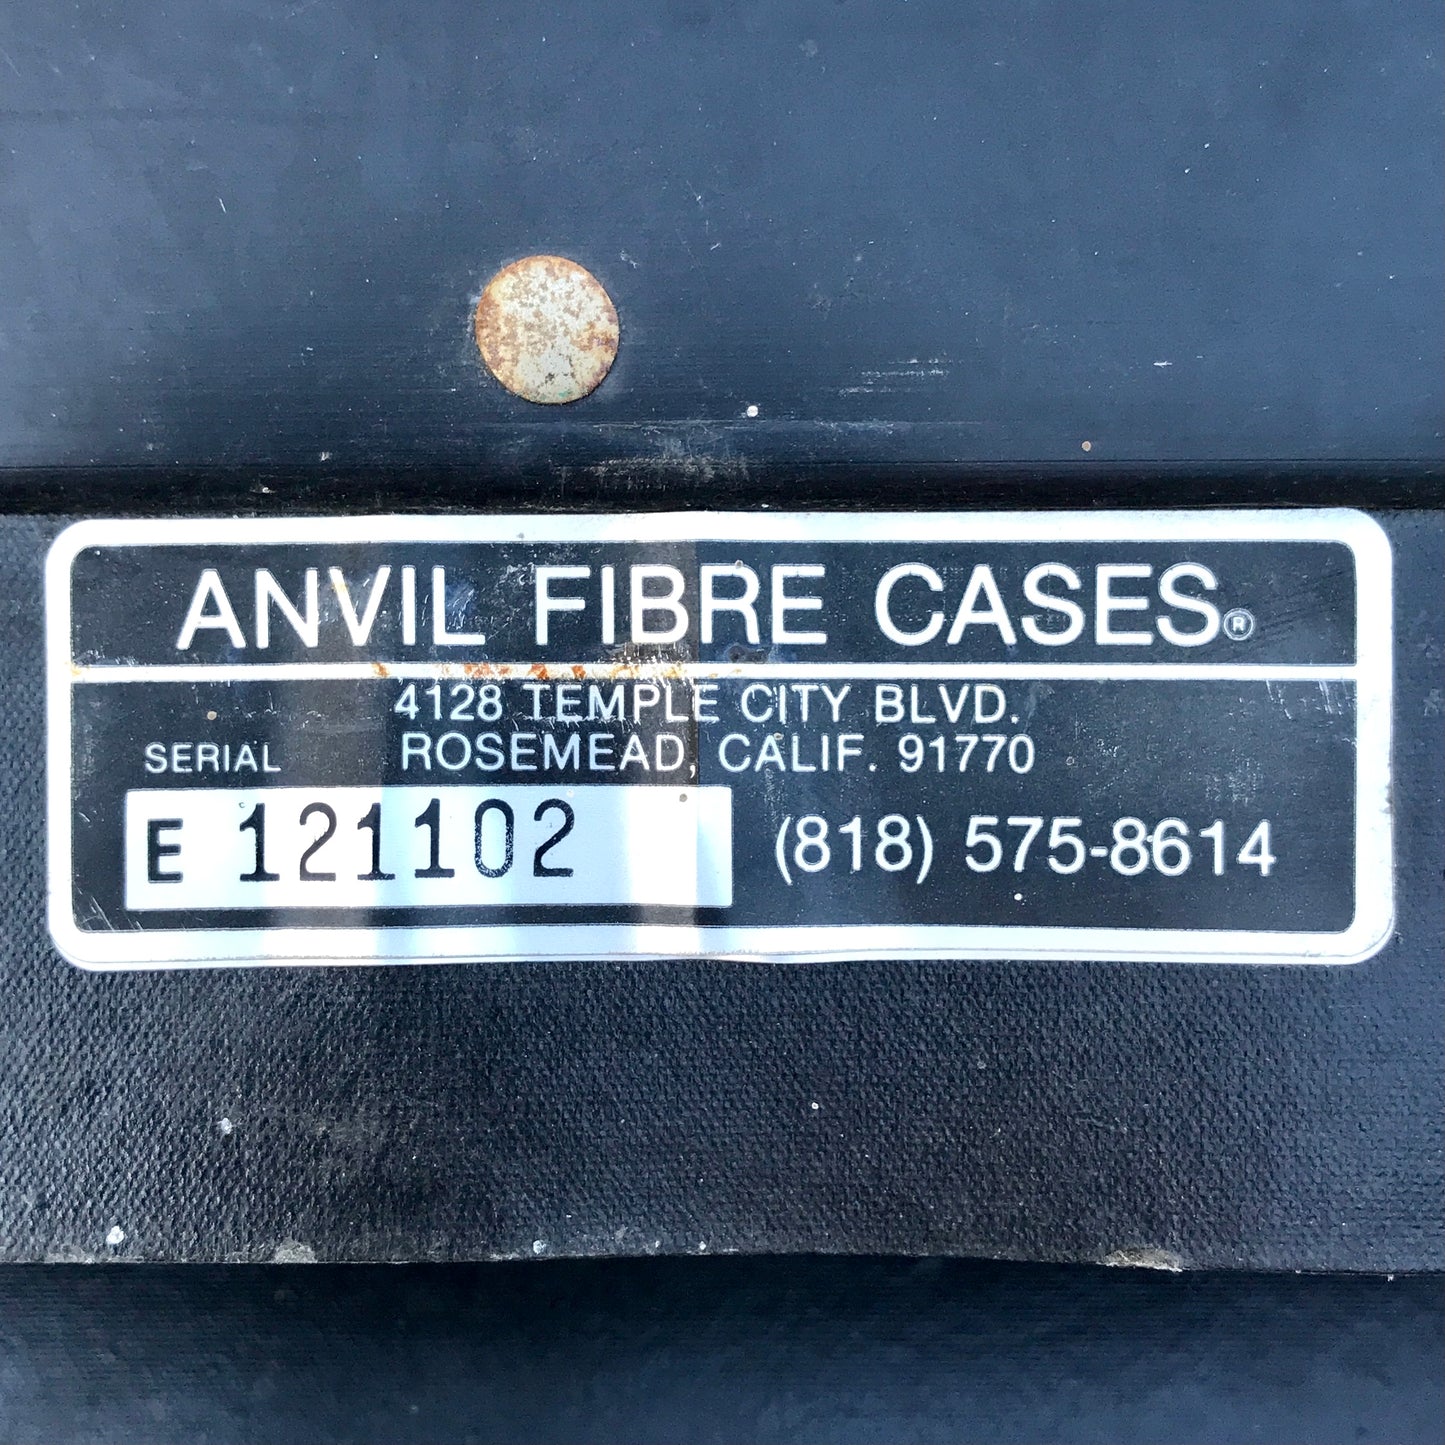 ANVIL FIBRE CASES®
4128 TEMPLE CITY BLVD.
ROSEMEAD, CALIF. 91770
SERIAL
E 121102
(818) 575-8614